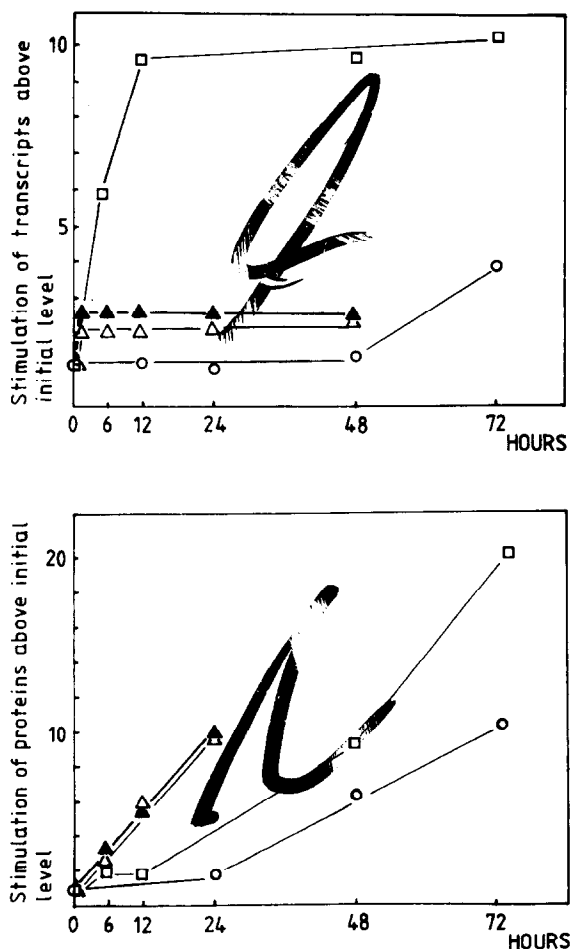 Stimulation of transcripts above
initial level
10
5
0 6 12 24 48 72
HOURS
Stimulation of proteins above initial
level
20
10
0 6 12 24 48 72
HOURS